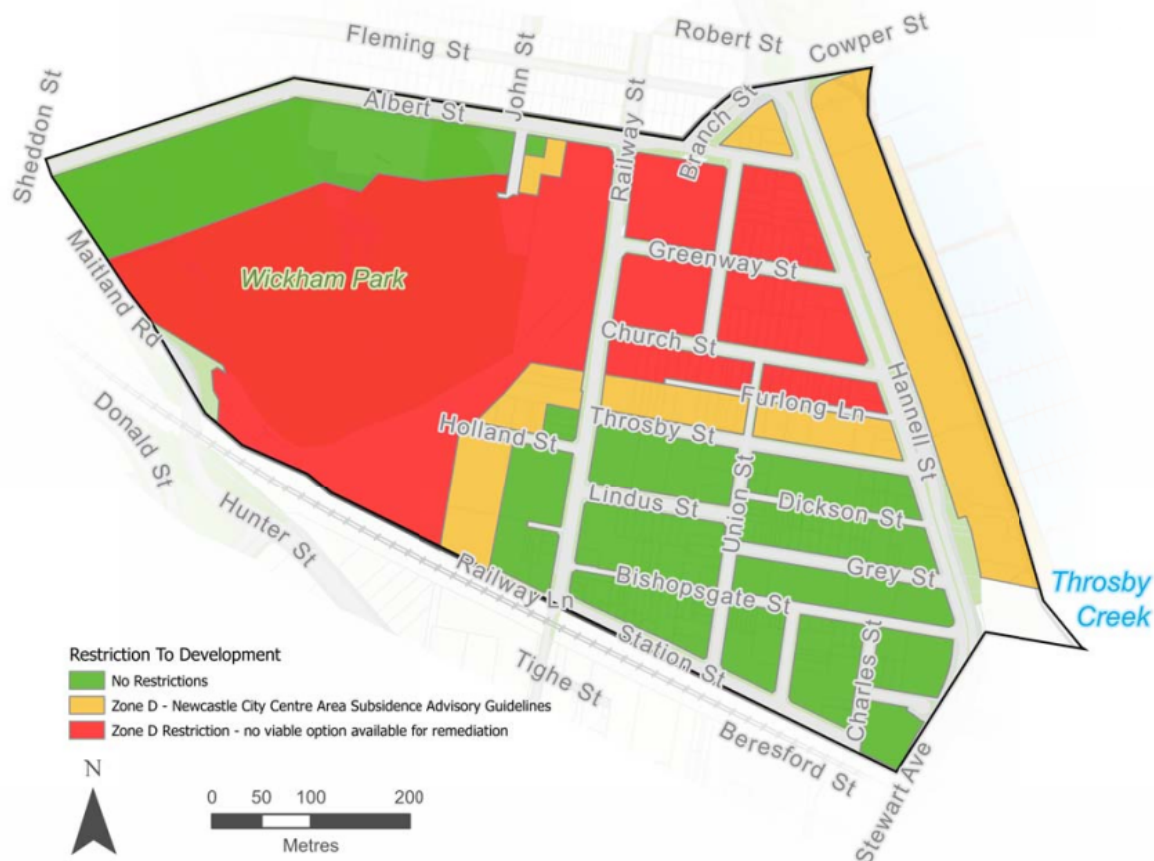 Robert St
Cowper St
Fleming St
John St
Railway St
Branch St
Albert St
Sheddon St
Greenway St
Wickham Park
Maitland Rd
Church St
Hannell St
Furlong Ln
Throsby St
Holland St
Donald St
Union St
Lindus St
Dickson St
Hunter St
Grey St
Railway Ln
Bishopsgate St
Throsby
Creek
Station St
Charles St
Tighe St
Beresford St
Stewart Ave
Restriction To Development
No Restrictions
Zone D - Newcastle City Centre Area Subsidence Advisory Guidelines
Zone D Restriction - no viable option available for remediation
N
0 50 100 200
Metres